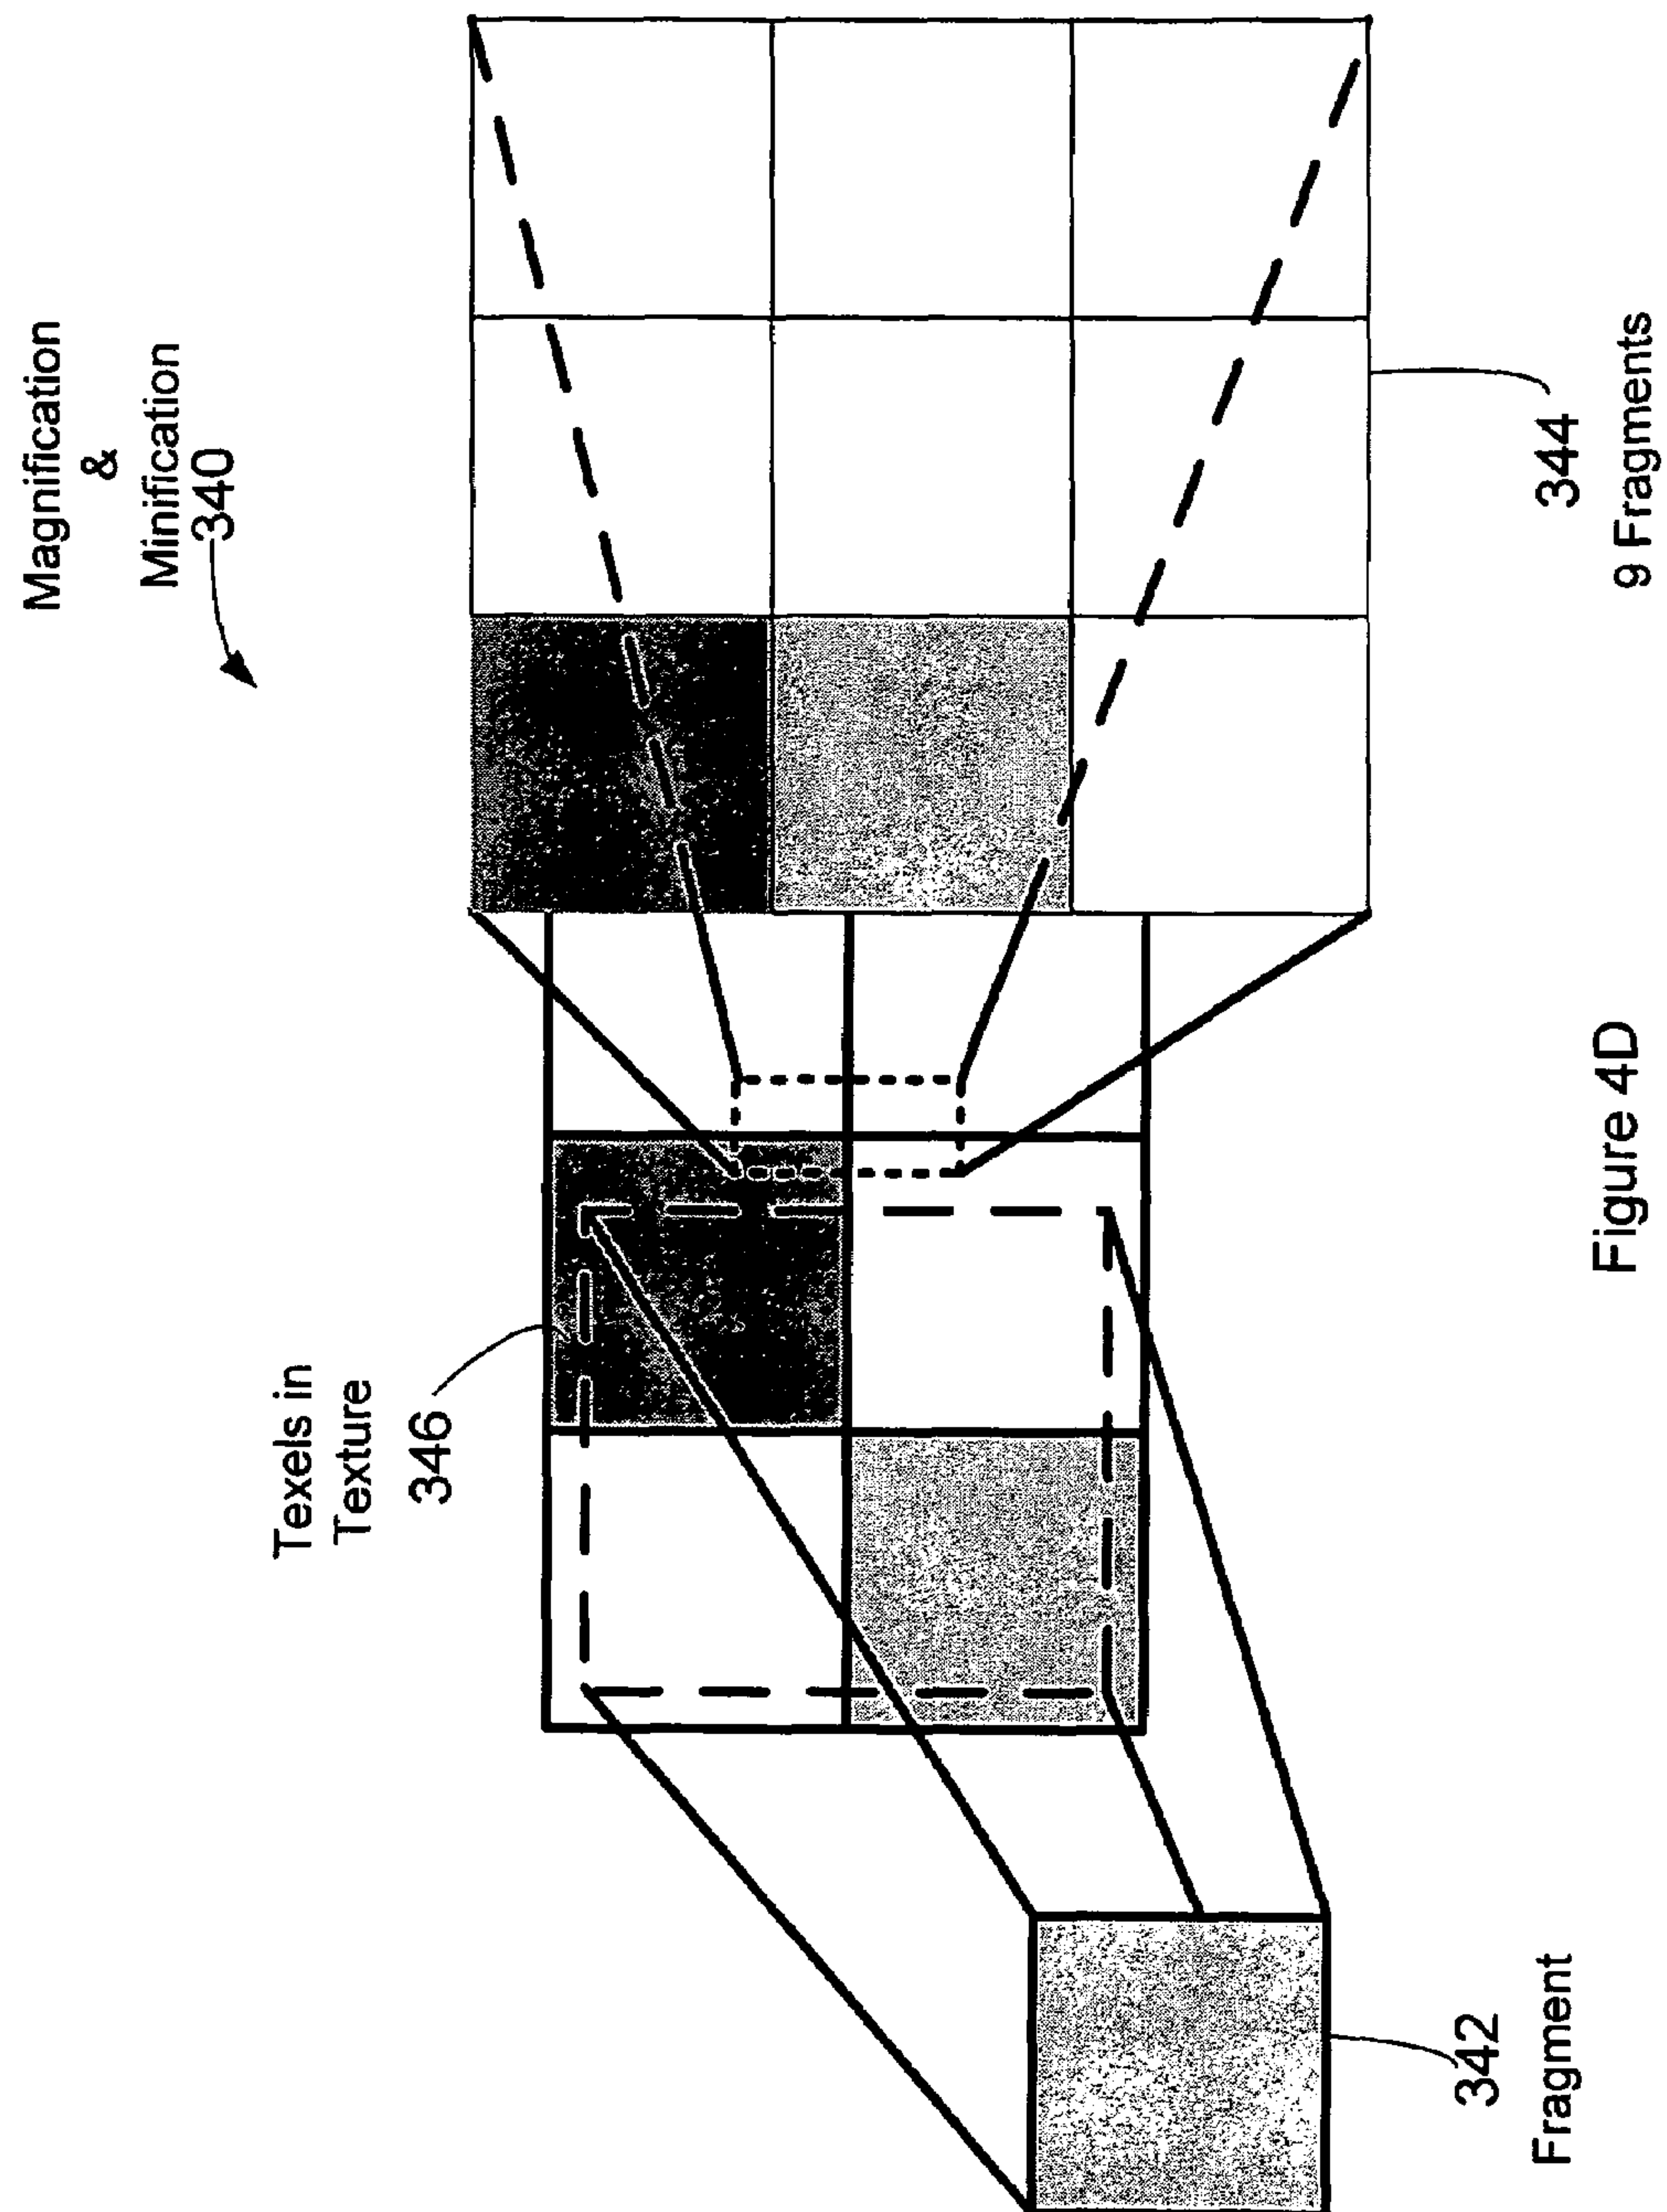 Magnification
&
Minification
340
Texels in
Texture
346
342
Fragment
344
9 Fragments
Figure 4D